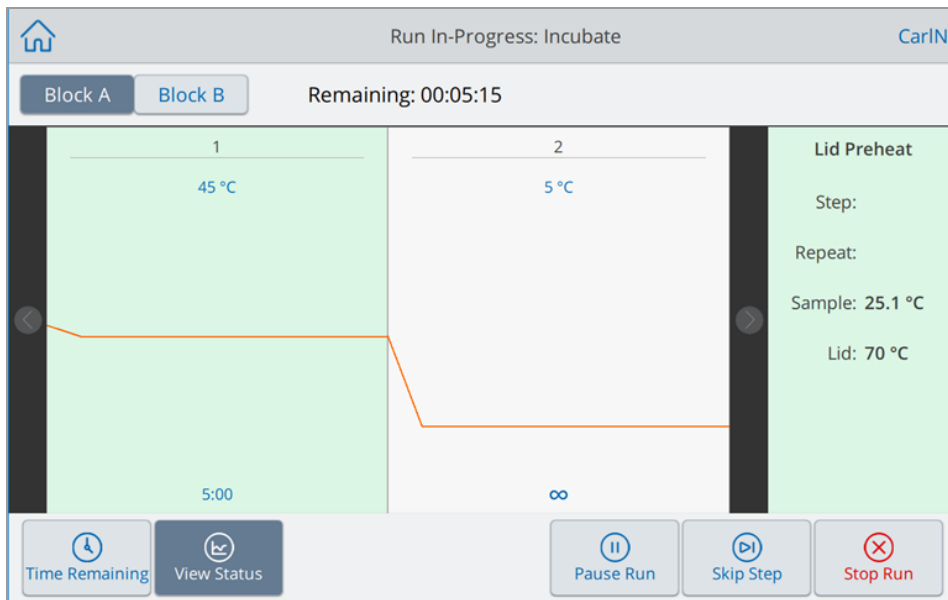 Run In-Progress: Incubate
CarlN
Block A
Block B
Remaining: 00:05:15
1
2
Lid Preheat
45 °C
5 °C
Step:
Repeat:
Sample: 25.1 °C
Lid: 70 °C
5:00
∞
Time Remaining
View Status
Pause Run
Skip Step
Stop Run